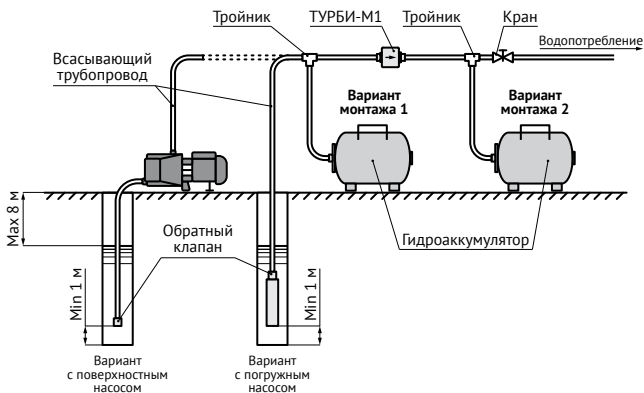 Тройник
ТУРБИ-М1
Тройник
Кран
Водопотребление
Всасывающий
трубопровод
Вариант
монтажа 1
Вариант
монтажа 2
Max 8 м
Обратный
клапан
Гидроаккумулятор
Min 1 м
Min 1 м
Вариант
с поверхностным
насосом
Вариант
с погружным
насосом